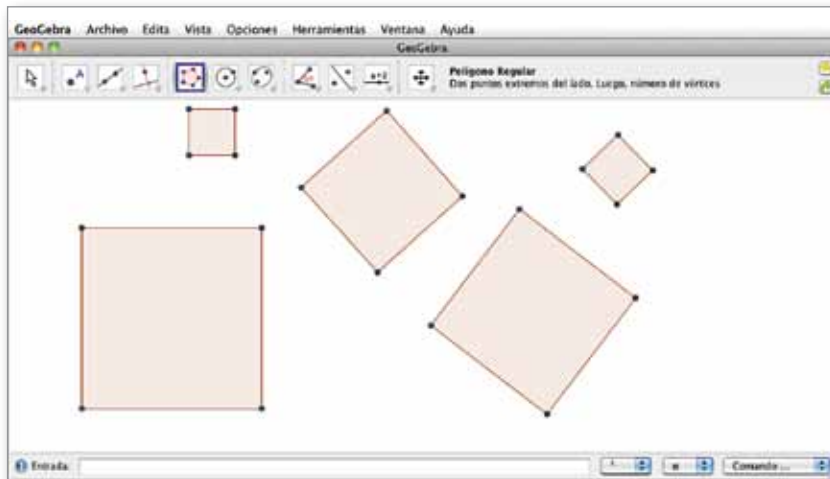 GeoGebra Archivo Edita Vista Opciones Herramientas Ventana Ayuda
GeoGebra
A
Polígono Regular
Dos puntos extremos del lado. Luego, número de vértices
a=2
Entrada:
α
Comando ...